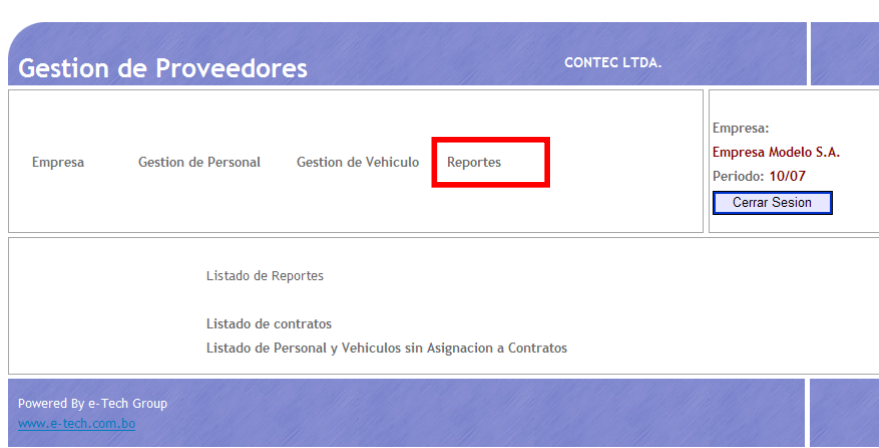 Gestion de Proveedores
CONTEC LTDA.
Empresa
Gestion de Personal
Gestion de Vehiculo
Reportes
Empresa:
Empresa Modelo S.A.
Periodo: 10/07
Cerrar Sesion
Listado de Reportes
Listado de contratos
Listado de Personal y Vehiculos sin Asignacion a Contratos
Powered By e-Tech Group
www.e-tech.com.bo